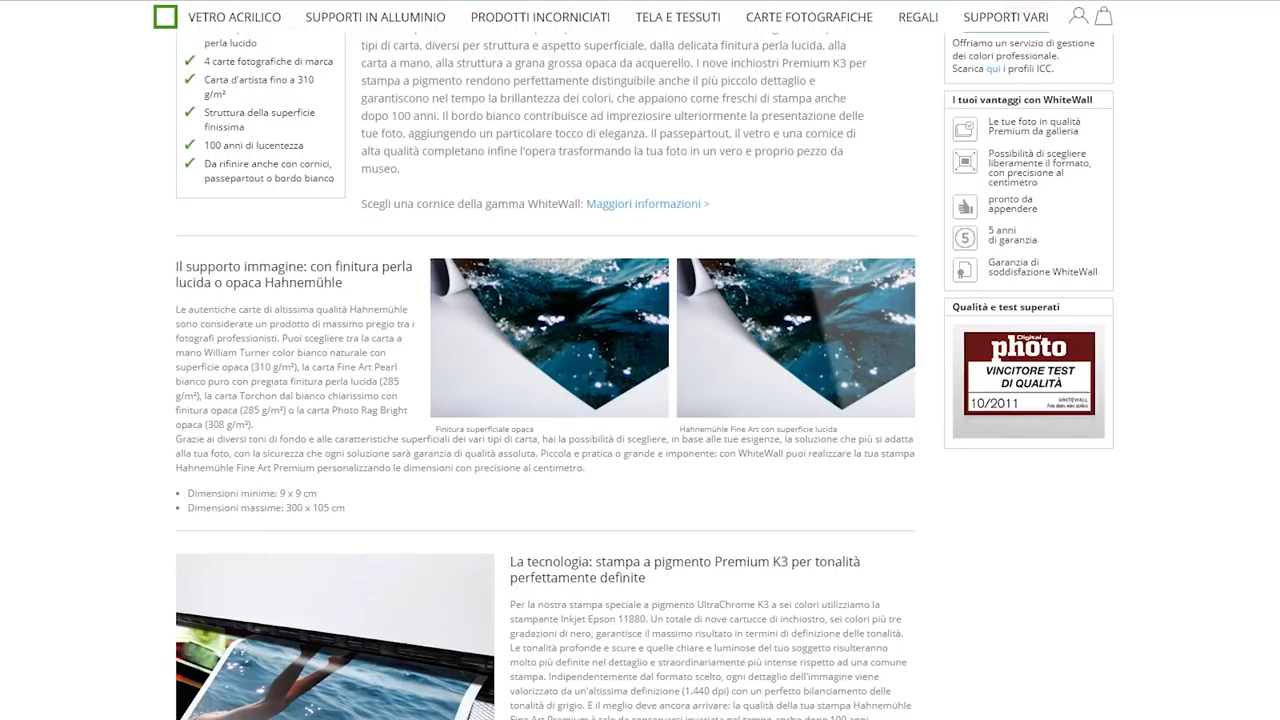 VETRO ACRILICO
SUPPORTI IN ALLUMINIO
PRODOTTI INCORNICIATI
TELA E TESSUTI
CARTE FOTOGRAFICHE
REGALI
SUPPORTI VARI
perla lucido
4 carte fotografiche di marca
Carta d'artista fino a 310
g/m²
Struttura della superficie
finissima
100 anni di lucentezza
Da rifinire anche con cornici,
passepartout o bordo bianco
tipi di carta, diversi per struttura e aspetto superficiale, dalla delicata finitura perla lucida, alla
carta a mano, alla struttura a grana grossa opaca da acquerello. I nove inchiostri Premium K3 per
stampa a pigmento rendono perfettamente distinguibile anche il più piccolo dettaglio e
garantiscono nel tempo la brillantezza dei colori, che appaiono come freschi di stampa anche
dopo 100 anni. Il bordo bianco contribuisce ad impreziosire ulteriormente la presentazione delle
tue foto, aggiungendo un particolare tocco di eleganza. Il passepartout, il vetro e una cornice di
alta qualità completano infine l'opera trasformando la tua foto in un vero e proprio pezzo da
museo.
Scegli una cornice della gamma WhiteWall: Maggiori informazioni >
Il supporto immagine: con finitura perla
lucida o opaca Hahnemühle
Le autentiche carte di altissima qualità Hahnemühle
sono considerate un prodotto di massimo pregio tra i
fotografi professionisti. Puoi scegliere tra la carta a
mano William Turner color bianco naturale con
superficie opaca (310 g/m²), la carta Fine Art Pearl
bianco puro con pregiata finitura perla lucida (285
g/m²), la carta Torchon dal bianco chiarissimo con
finitura opaca (285 g/m²) o la carta Photo Rag Bright
opaca (308 g/m²).
Finitura superficiale opaca
Hahnemühle Fine Art con superficie lucida
Grazie ai diversi toni di fondo e alle caratteristiche superficiali dei vari tipi di carta, hai la possibilità di scegliere, in base alle tue esigenze, la soluzione che più si adatta
alla tua foto, con la sicurezza che ogni soluzione sarà garanzia di qualità assoluta. Piccola e pratica o grande e imponente: con WhiteWall puoi realizzare la tua stampa
Hahnemühle Fine Art Premium personalizzando le dimensioni con precisione al centimetro.
• Dimensioni minime: 9 x 9 cm
• Dimensioni massime: 300 x 105 cm
La tecnologia: stampa a pigmento Premium K3 per tonalità
perfettamente definite
Per la nostra stampa speciale a pigmento UltraChrome K3 a sei colori utilizziamo la
stampante Inkjet Epson 11880. Un totale di nove cartucce di inchiostro, sei colori più tre
gradazioni di nero, garantisce il massimo risultato in termini di definizione delle tonalità.
Le tonalità profonde e scure e quelle chiare e luminose del tuo soggetto risulteranno
molto più definite nel dettaglio e straordinariamente più intense rispetto ad una comune
stampa. Indipendentemente dal formato scelto, ogni dettaglio dell'immagine viene
valorizzato da un'altissima definizione (1.440 dpi) con un perfetto bilanciamento delle
tonalità di grigio. E il meglio deve ancora arrivare: la qualità della tua stampa Hahnemühle
Fine Art Premium è tale da conservarsi invariata nel tempo anche dopo 100 anni
Offriamo un servizio di gestione
dei colori professionale.
Scarica qui i profili ICC.
I tuoi vantaggi con WhiteWall
Le tue foto in qualità
Premium da galleria
Possibilità di scegliere
liberamente il formato,
con precisione al
centimetro
pronto da
appendere
5
5 anni
di garanzia
Garanzia di
soddisfazione WhiteWall
Qualità e test superati
Digital
photo
VINCITORE TEST
DI QUALITÀ
10/2011
WHITEWALL